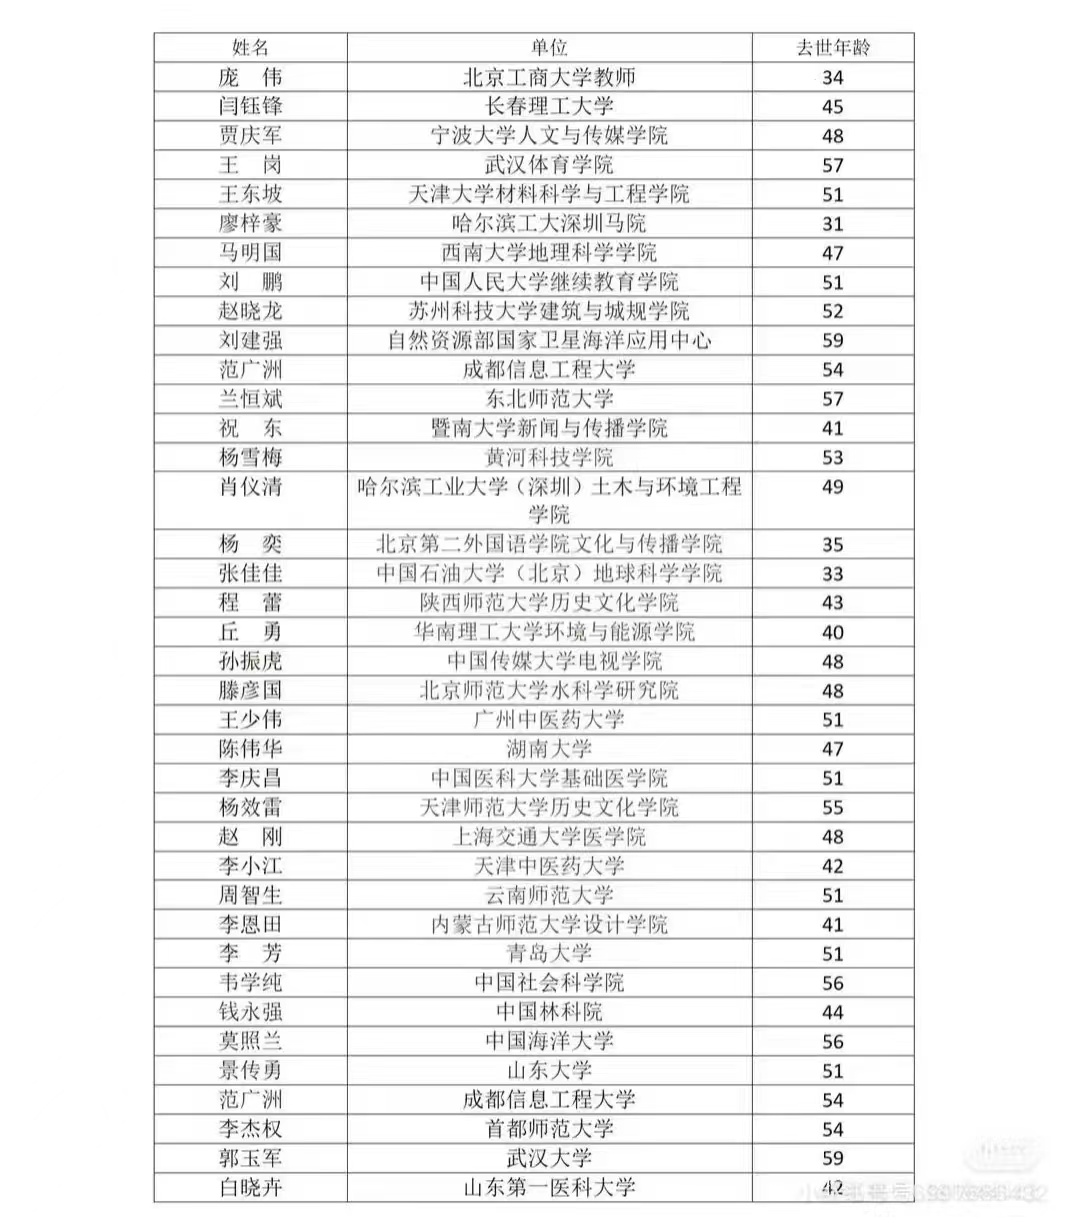 姓名 单位 去世年龄
庞 伟 北京工商大学教师 34
闫钰锋 长春理工大学 45
贾庆军 宁波大学人文与传媒学院 48
王 岗 武汉体育学院 57
王东坡 天津大学材料科学与工程学院 51
廖梓豪 哈尔滨工大深圳马院 31
马明国 西南大学地理科学学院 47
刘 鹏 中国人民大学继续教育学院 51
赵晓龙 苏州科技大学建筑与城规学院 52
刘建强 自然资源部国家卫星海洋应用中心 59
范广洲 成都信息工程大学 54
兰恒斌 东北师范大学 57
祝 东 暨南大学新闻与传播学院 41
杨雪梅 黄河科技学院 53
肖仪清 哈尔滨工业大学（深圳）土木与环境工程 49
学院
杨 奕 北京第二外国语学院文化与传播学院 35
张佳佳 中国石油大学（北京）地球科学学院 33
程 蕾 陕西师范大学历史文化学院 43
丘 勇 华南理工大学环境与能源学院 40
孙振虎 中国传媒大学电视学院 48
滕彦国 北京师范大学水科学研究院 48
王少伟 广州中医药大学 51
陈伟华 湖南大学 47
李庆昌 中国医科大学基础医学院 51
杨效雷 天津师范大学历史文化学院 55
赵 刚 上海交通大学医学院 48
李小江 天津中医药大学 42
周智生 云南师范大学 51
李恩田 内蒙古师范大学设计学院 41
李 芳 青岛大学 51
韦学纯 中国社会科学院 56
钱永强 中国林科院 44
莫照兰 中国海洋大学 56
景传勇 山东大学 51
范广洲 成都信息工程大学 54
李杰权 首都师范大学 54
郭玉军 武汉大学 59
白晓卉 山东第一医科大学 42